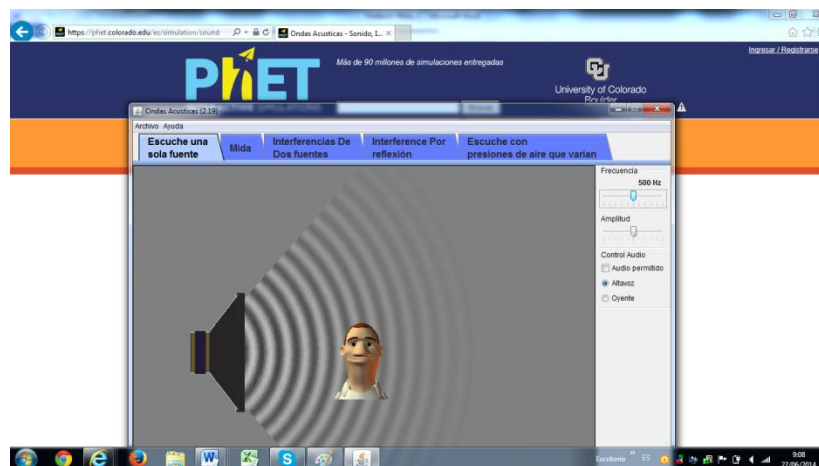 https://phet.colorado.edu/es/simulation/sound
Ondas Acusticas - Sonido, L...
Ingresar / Registrarse
PhET
Más de 90 millones de simulaciones entregadas
University of Colorado
Boulder
Ondas Acusticas (2.19)
Archivo Ayuda
Escuche una
sola fuente
Mida
Interferencias De
Dos fuentes
Interference Por
reflexión
Escuche con
presiones de aire que varian
Frecuencia
500 Hz
Amplitud
Control Audio
Audio permitido
Altavoz
Oyente
Escritorio
ES
9:08
27/06/2014